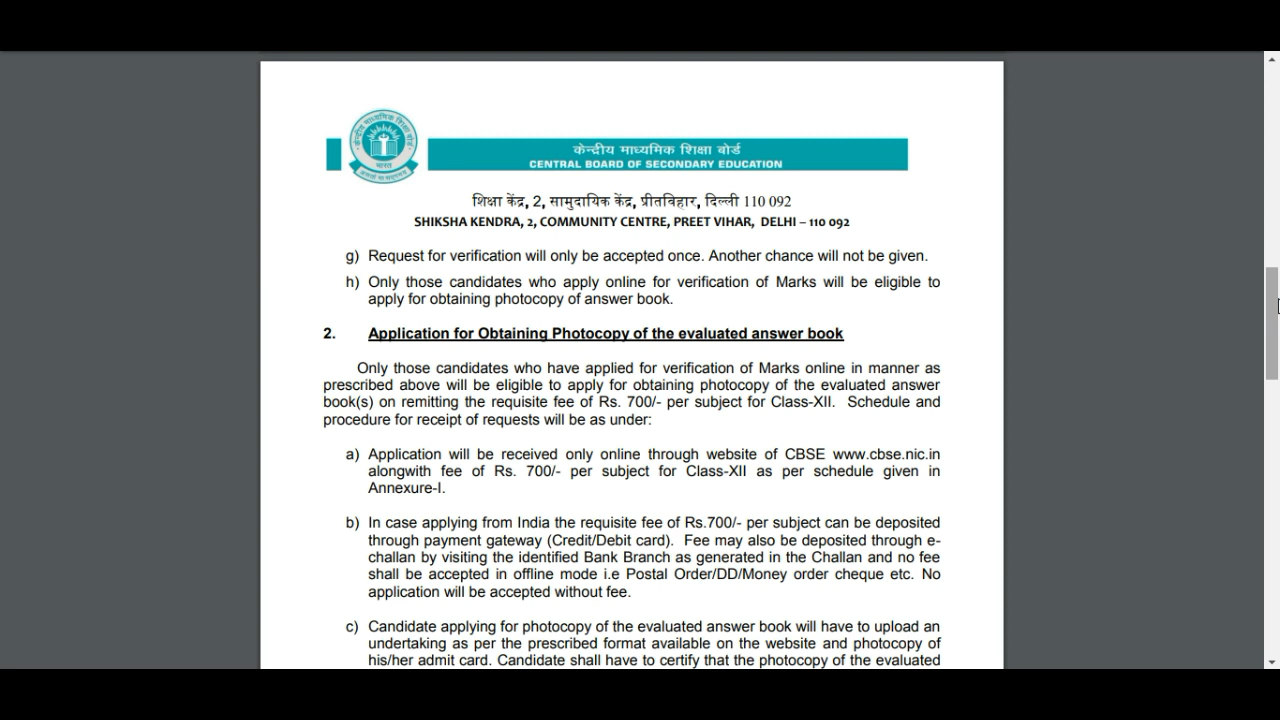 केन्द्रीय माध्यमिक शिक्षा बोर्ड
CENTRAL BOARD OF SECONDARY EDUCATION
शिक्षा केंद्र, 2, सामुदायिक केंद्र, प्रीतविहार, दिल्ली 110 092
SHIKSHA KENDRA, 2, COMMUNITY CENTRE, PREET VIHAR, DELHI – 110 092
g) Request for verification will only be accepted once. Another chance will not be given.
h) Only those candidates who apply online for verification of Marks will be eligible to
apply for obtaining photocopy of answer book.
2. Application for Obtaining Photocopy of the evaluated answer book
Only those candidates who have applied for verification of Marks online in manner as
prescribed above will be eligible to apply for obtaining photocopy of the evaluated answer
book(s) on remitting the requisite fee of Rs. 700/- per subject for Class-XII. Schedule and
procedure for receipt of requests will be as under:
a) Application will be received only online through website of CBSE www.cbse.nic.in
alongwith fee of Rs. 700/- per subject for Class-XII as per schedule given in
Annexure-I.
b) In case applying from India the requisite fee of Rs.700/- per subject can be deposited
through payment gateway (Credit/Debit card). Fee may also be deposited through e-
challan by visiting the identified Bank Branch as generated in the Challan and no fee
shall be accepted in offline mode i.e Postal Order/DD/Money order cheque etc. No
application will be accepted without fee.
c) Candidate applying for photocopy of the evaluated answer book will have to upload an
undertaking as per the prescribed format available on the website and photocopy of
his/her admit card. Candidate shall have to certify that the photocopy of the evaluated